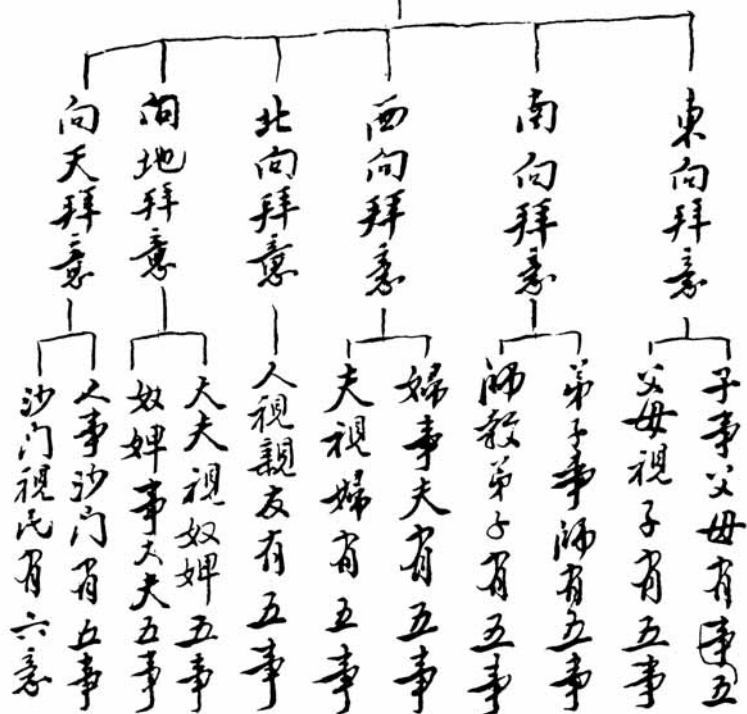 東向拜意
子事父母有事五
父母視子有五事
南向拜意
弟子事師有五事
師教弟子有五事
西向拜意
婦事夫有五事
夫視婦有五事
北向拜意
人視親友有五事
向地拜意
大夫視奴婢五事
奴婢事大夫五事
向天拜意
人事沙门有五事
沙门視民有六意